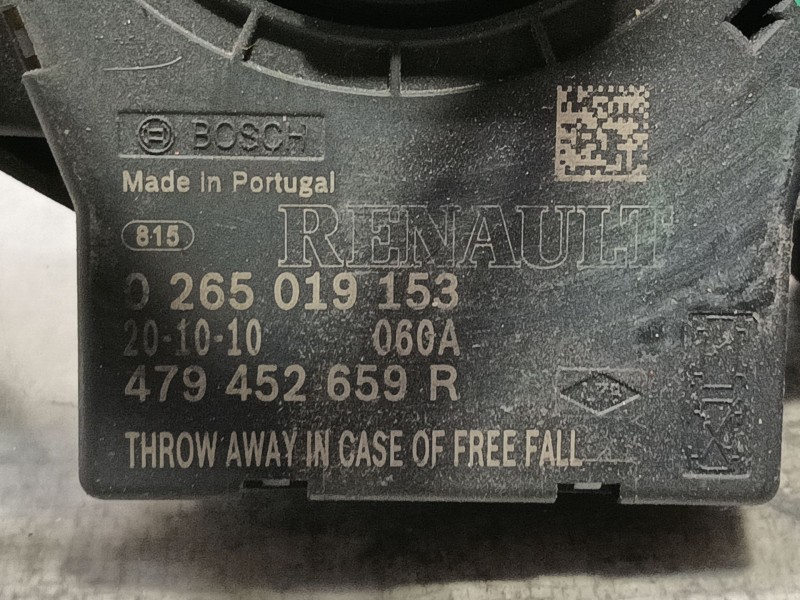 BOSCH
Made in Portugal
815
RENAULT
0 265 019 153
20-10-10 060A
479 452 659 R
THROW AWAY IN CASE OF FREE FALL